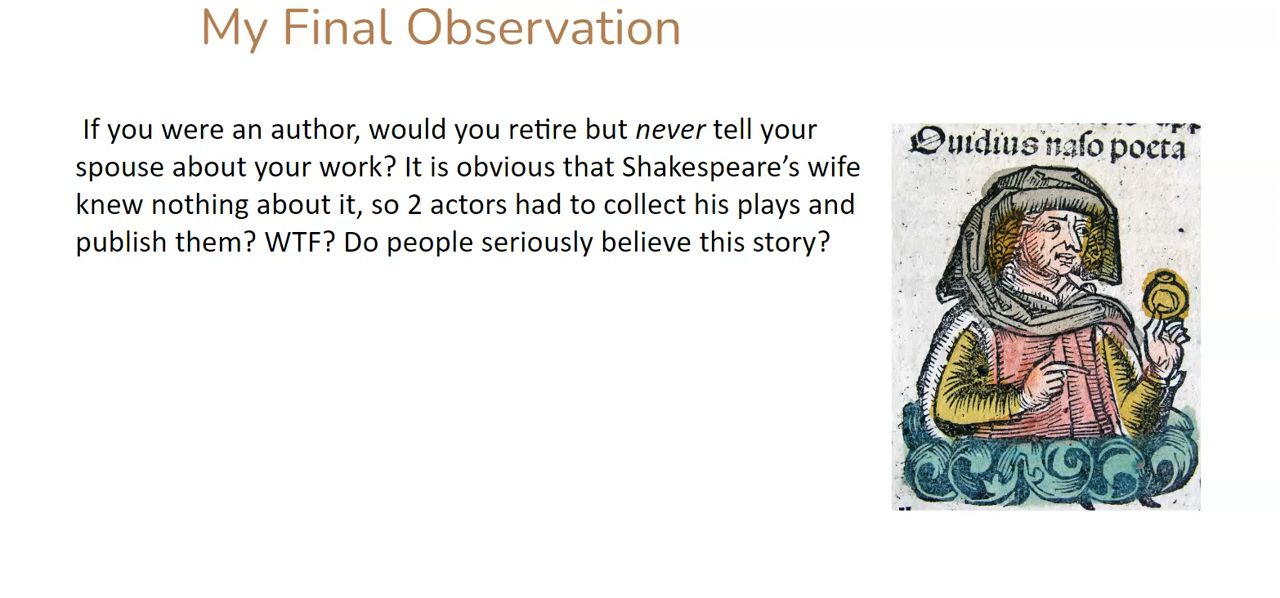 My Final Observation
If you were an author, would you retire but never tell your
spouse about your work? It is obvious that Shakespeare’s wife
knew nothing about it, so 2 actors had to collect his plays and
publish them? WTF? Do people seriously believe this story?
Ouidius naſo poeta